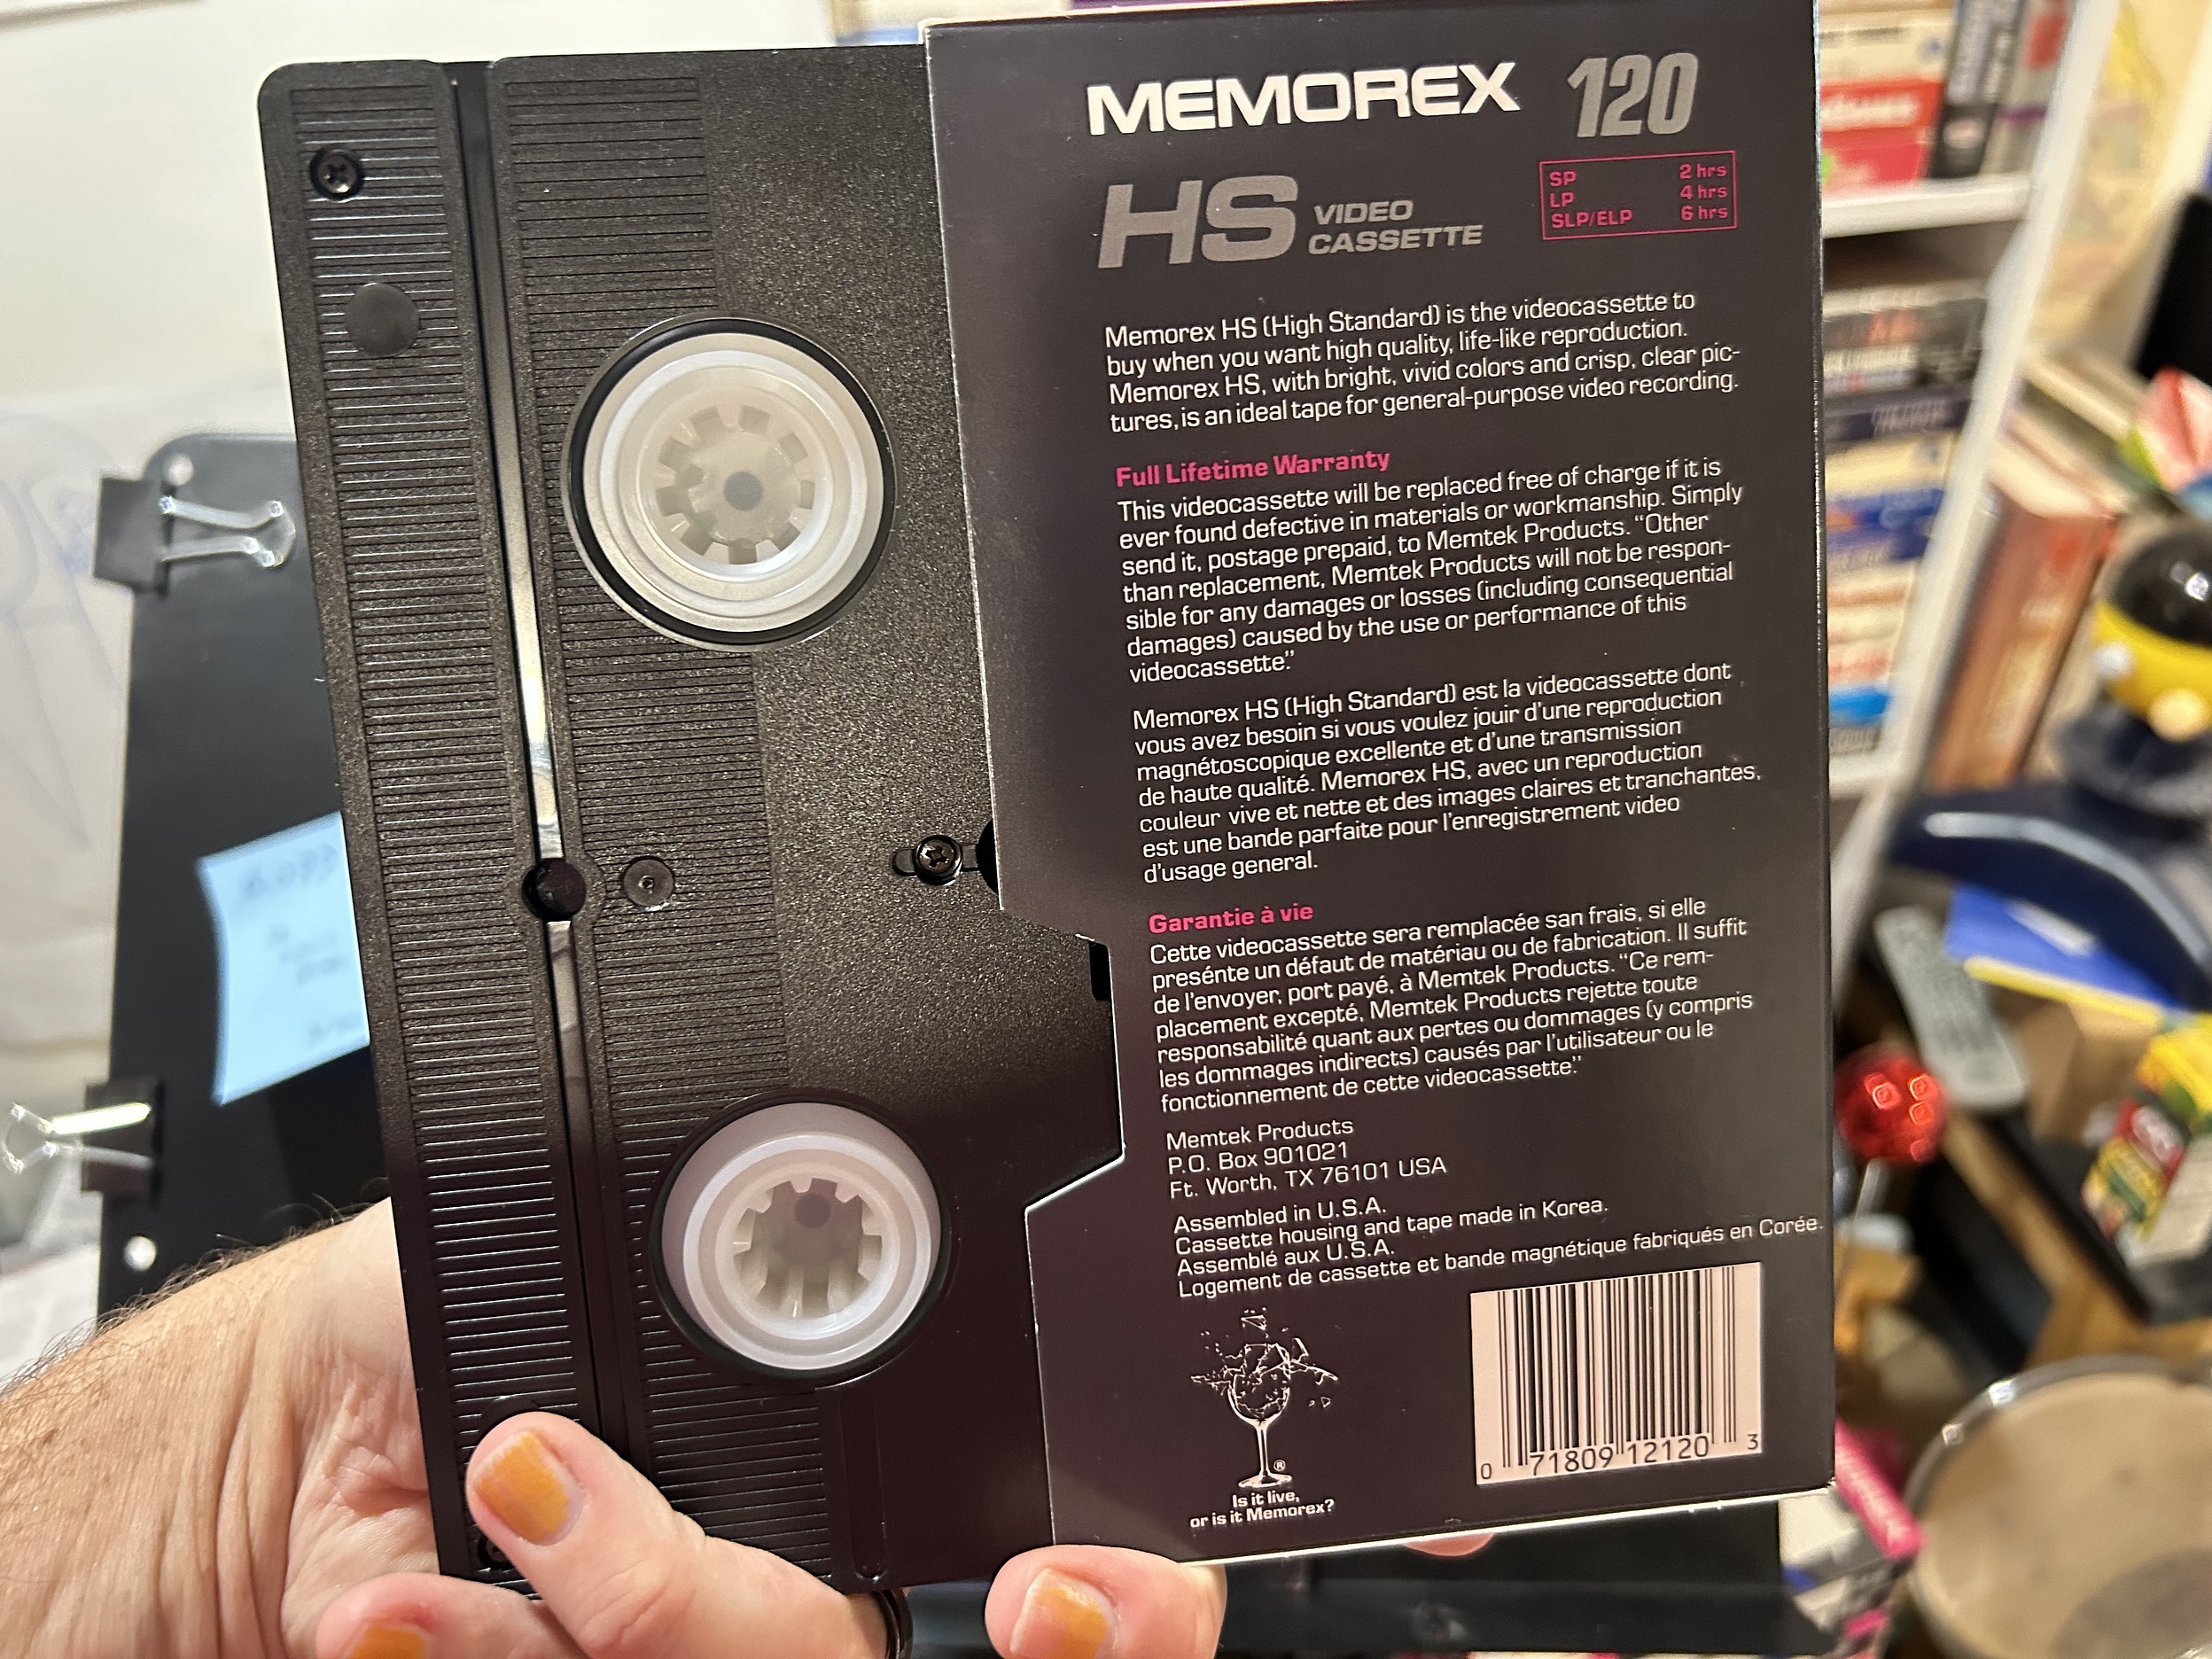 MEMOREX 120
HS VIDEO
CASSETTE
SP 2 hrs
LP 4 hrs
SLP/ELP 6 hrs
Memorex HS (High Standard) is the videocassette to
buy when you want high quality, life-like reproduction.
Memorex HS, with bright, vivid colors and crisp, clear pic-
tures, is an ideal tape for general-purpose video recording.
Full Lifetime Warranty
This videocassette will be replaced free of charge if it is
ever found defective in materials or workmanship. Simply
send it, postage prepaid, to Memtek Products. “Other
than replacement, Memtek Products will not be respon-
sible for any damages or losses (including consequential
damages) caused by the use or performance of this
videocassette.”
Memorex HS (High Standard) est la videocassette dont
vous avez besoin si vous voulez jouir d'une reproduction
magnétoscopique excellente et d'une transmission
de haute qualité. Memorex HS, avec un reproduction
couleur vive et nette et des images claires et tranchantes,
est une bande parfaite pour l'enregistrement video
d'usage general.
Garantie à vie
Cette videocassette sera remplacée san frais, si elle
presénte un défaut de matériau ou de fabrication. Il suffit
de l'envoyer, port payé, à Memtek Products. “Ce rem-
placement excepté, Memtek Products rejette toute
responsabilité quant aux pertes ou dommages (y compris
les dommages indirects) causés par l'utilisateur ou le
fonctionnement de cette videocassette.”
Memtek Products
P.O. Box 901021
Ft. Worth, TX 76101 USA
Assembled in U.S.A.
Cassette housing and tape made in Korea.
Assemblé aux U.S.A.
Logement de cassette et bande magnétique fabriqués en Corée.
®
Is it live,
or is it Memorex?
0 71809 12120 3